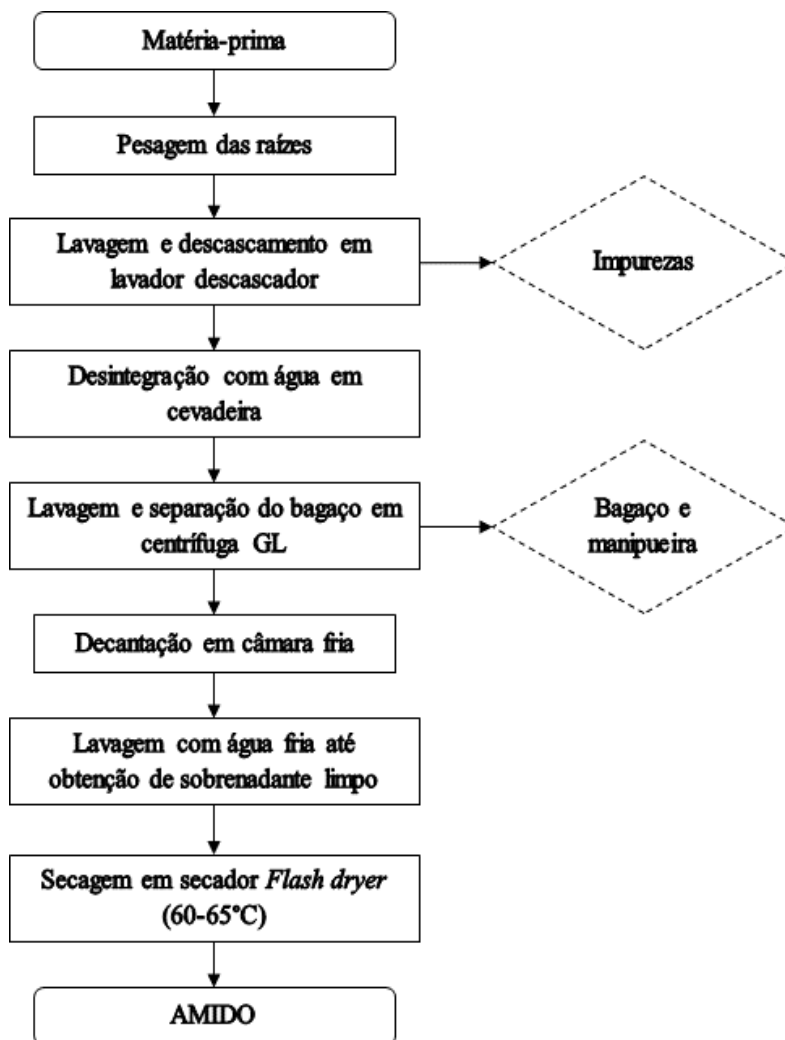 Matéria-prima
Pesagem das raízes
Lavagem e descascamento em
lavador descascador
Impurezas
Desintegração com água em
cevadeira
Lavagem e separação do bagaço em
centrífuga GL
Bagaço e
manipueira
Decantação em câmara fria
Lavagem com água fria até
obtenção de sobrenadante limpo
Secagem em secador Flash dryer
(60-65°C)
AMIDO